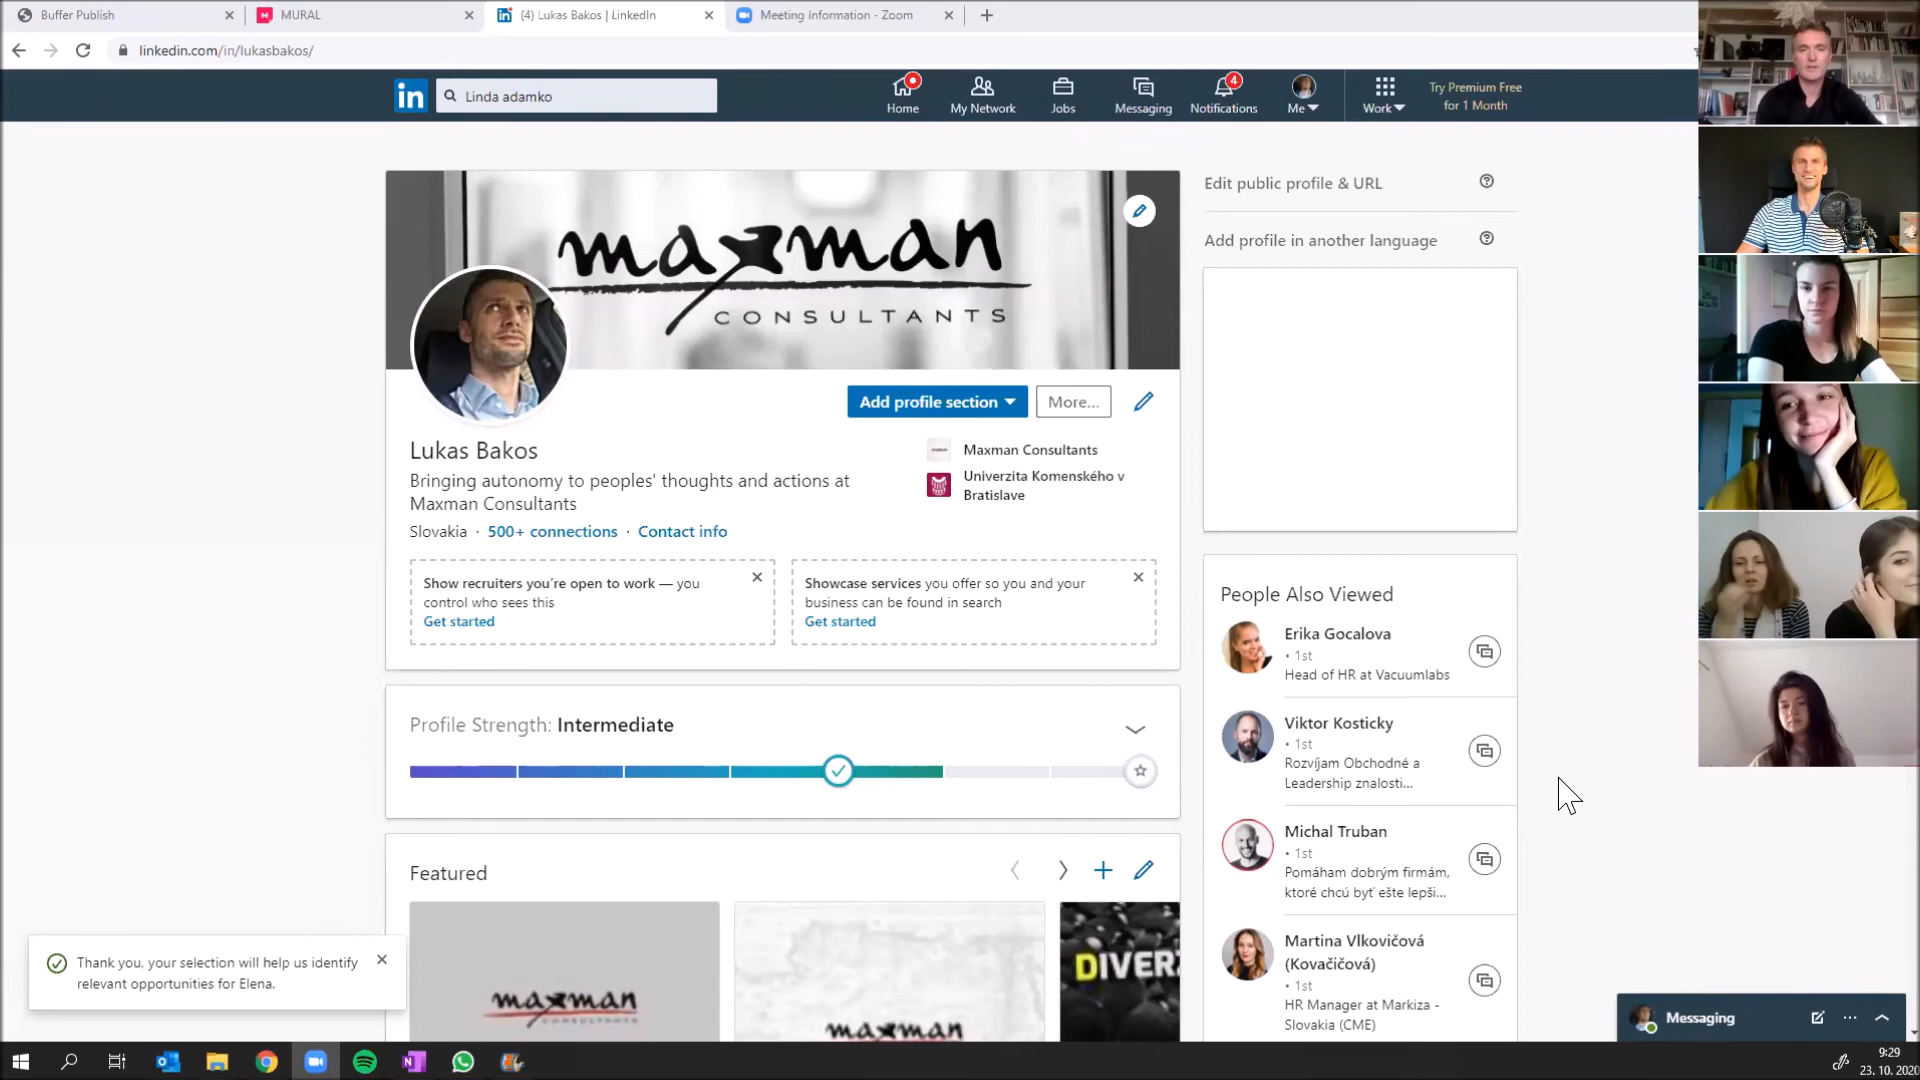 Buffer Publish
MURAL
(4) Lukas Bakos | LinkedIn
Meeting Information - Zoom
linkedin.com/in/lukasbakos/
in
Linda adamko
Home
My Network
Jobs
Messaging
4
Notifications
Me
Work
Try Premium Free
for 1 Month
maxman
CONSULTANTS
Edit public profile & URL
Add profile in another language
Add profile section
More...
Lukas Bakos
Bringing autonomy to peoples' thoughts and actions at
Maxman Consultants
Slovakia · 500+ connections · Contact info
Maxman Consultants
Univerzita Komenského v
Bratislave
Show recruiters you're open to work — you
control who sees this
Get started
Showcase services you offer so you and your
business can be found in search
Get started
Profile Strength: Intermediate
Featured
maxman
CONSULTANTS
maxman
DIVERZ
People Also Viewed
Erika Gocalova
• 1st
Head of HR at Vacuumlabs
Viktor Kosticky
• 1st
Rozvíjam Obchodné a
Leadership znalosti...
Michal Truban
• 1st
Pomáham dobrým firmám,
ktoré chcú byť ešte lepši...
Martina Vlkovičová
(Kovačičová)
• 1st
HR Manager at Markiza -
Slovakia (CME)
Thank you, your selection will help us identify
relevant opportunities for Elena.
Messaging
9:29
23. 10. 2020